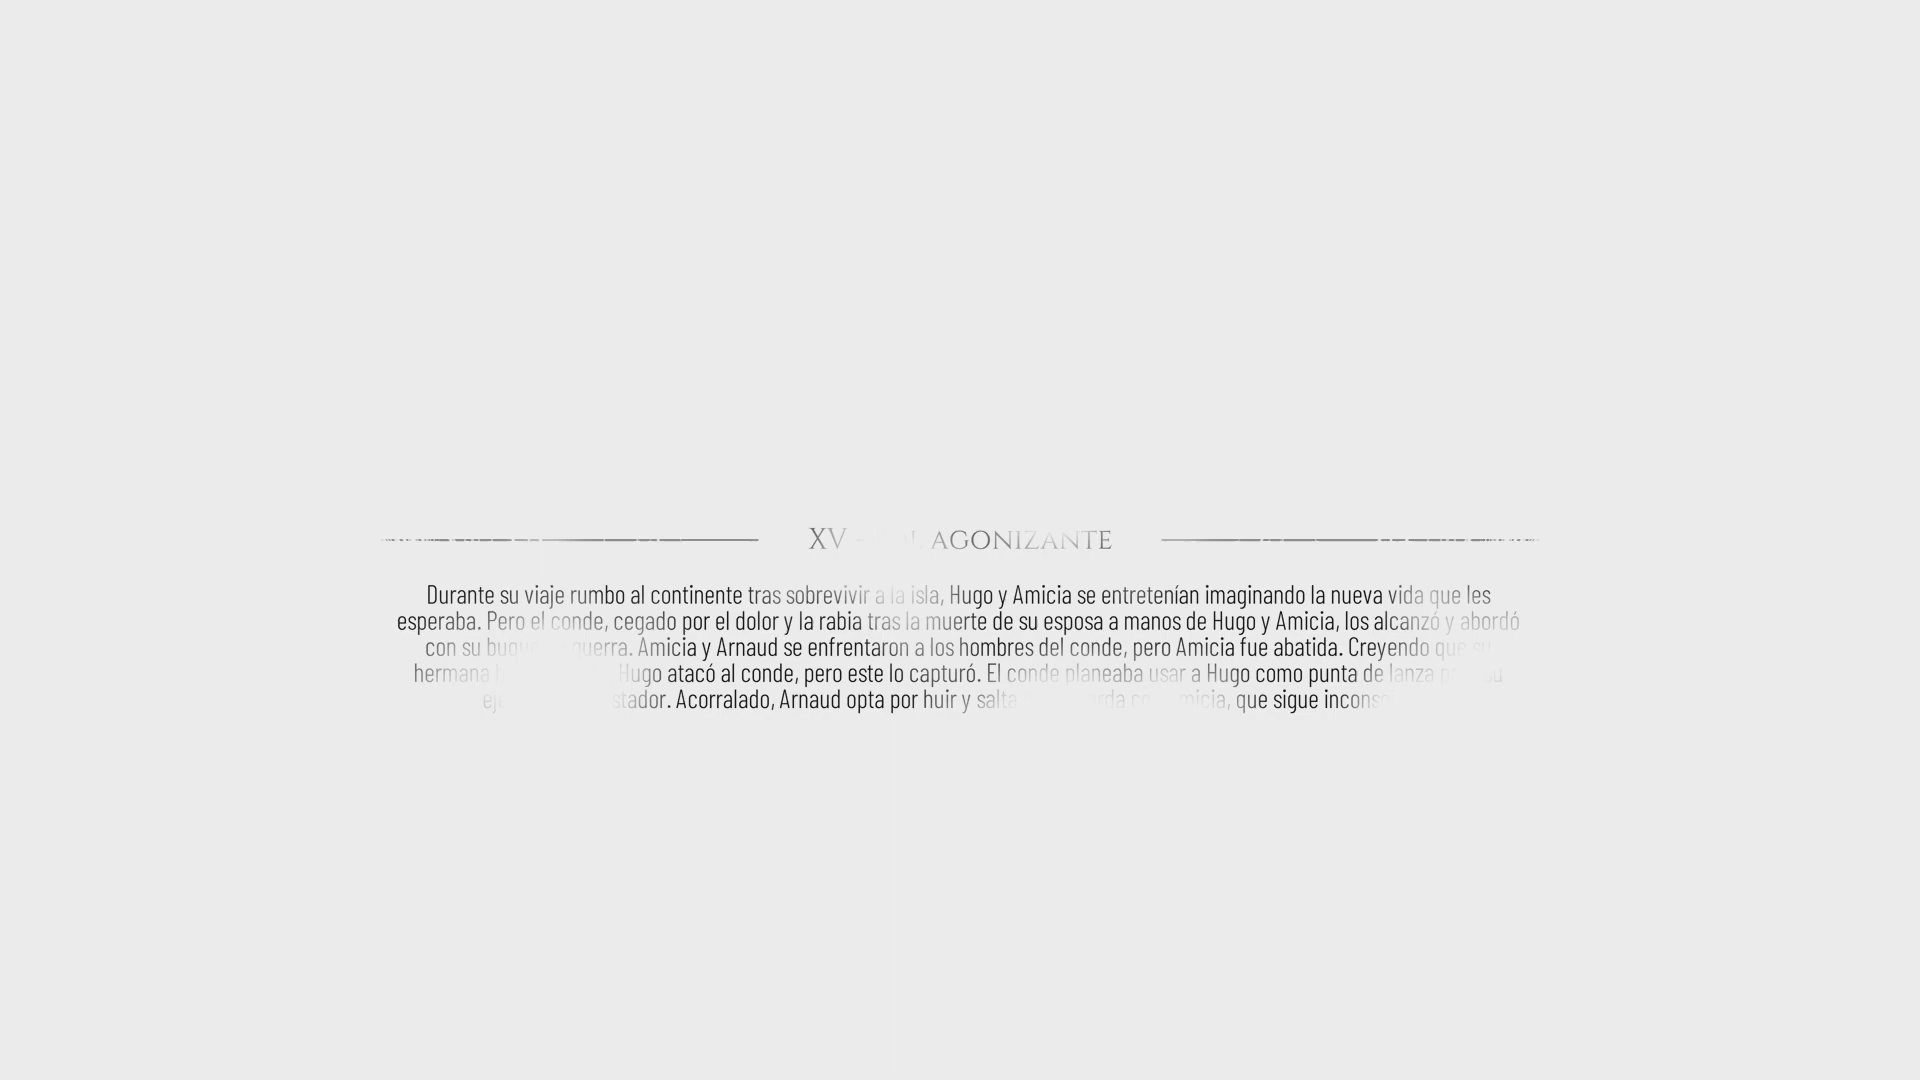 XV - AGONIZANTE
Durante su viaje rumbo al continente tras sobrevivir a la isla, Hugo y Amicia se entretenían imaginando la nueva vida que les
esperaba. Pero el conde, cegado por el dolor y la rabia tras la muerte de su esposa a manos de Hugo y Amicia, los alcanzó y abordó
con su guerra. Amicia y Arnaud se enfrentaron a los hombres del conde, pero Amicia fue abatida. Creyendo que su
hermana Hugo atacó al conde, pero este lo capturó. El conde planeaba usar a Hugo como punta de lanza
Acorralado, Arnaud opta por huir y salta que sigue